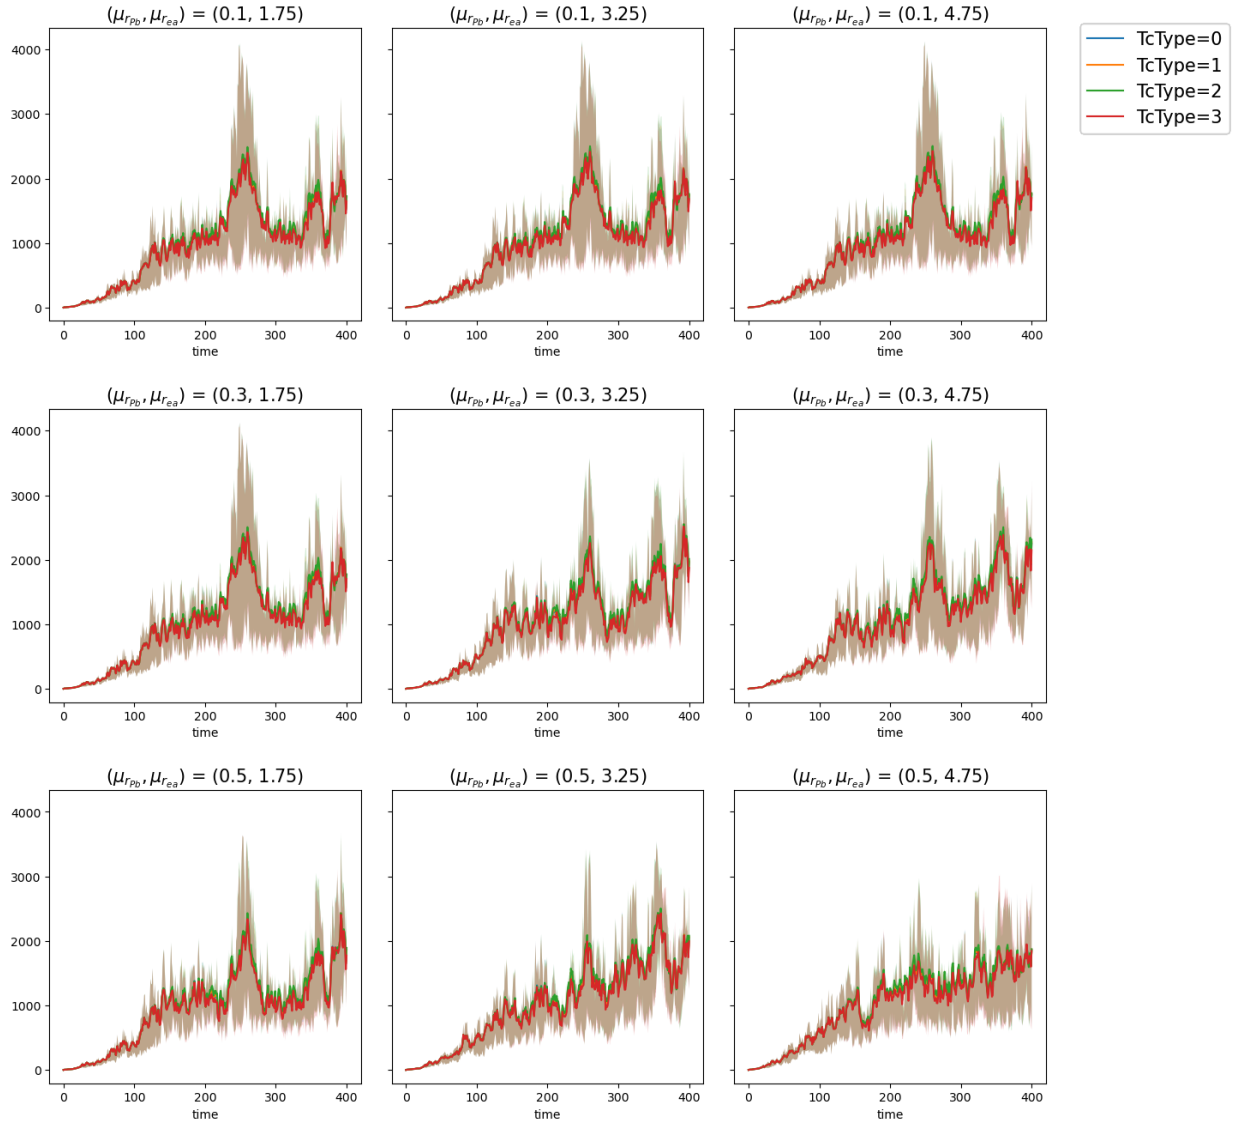 (μ_{r_{Pb}}, μ_{r_{ea}}) = (0.1, 1.75)
(μ_{r_{Pb}}, μ_{r_{ea}}) = (0.1, 3.25)
(μ_{r_{Pb}}, μ_{r_{ea}}) = (0.1, 4.75)
TcType=0
TcType=1
TcType=2
TcType=3
4000
3000
2000
1000
0
0 100 200 300 400
0 100 200 300 400
0 100 200 300 400
time
time
time
(μ_{r_{Pb}}, μ_{r_{ea}}) = (0.3, 1.75)
(μ_{r_{Pb}}, μ_{r_{ea}}) = (0.3, 3.25)
(μ_{r_{Pb}}, μ_{r_{ea}}) = (0.3, 4.75)
4000
3000
2000
1000
0
0 100 200 300 400
0 100 200 300 400
0 100 200 300 400
time
time
time
(μ_{r_{Pb}}, μ_{r_{ea}}) = (0.5, 1.75)
(μ_{r_{Pb}}, μ_{r_{ea}}) = (0.5, 3.25)
(μ_{r_{Pb}}, μ_{r_{ea}}) = (0.5, 4.75)
4000
3000
2000
1000
0
0 100 200 300 400
0 100 200 300 400
0 100 200 300 400
time
time
time